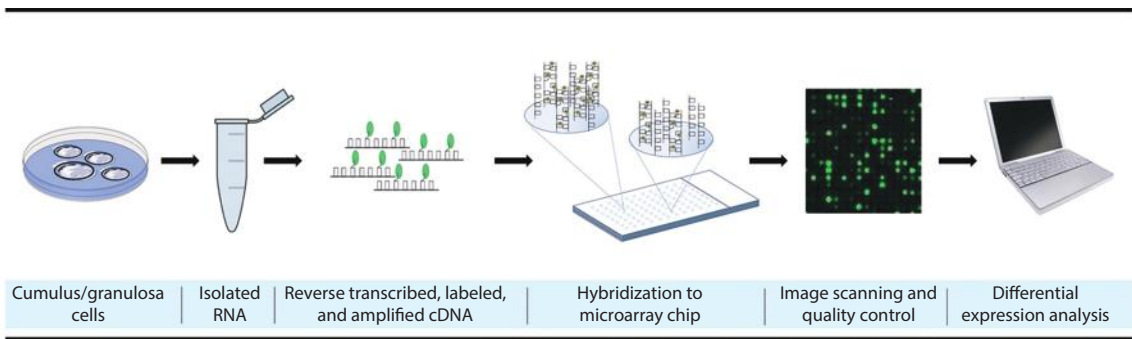 Cumulus/granulosa
cells
Isolated
RNA
Reverse transcribed, labeled,
and amplified cDNA
Hybridization to
microarray chip
Image scanning and
quality control
Differential
expression analysis